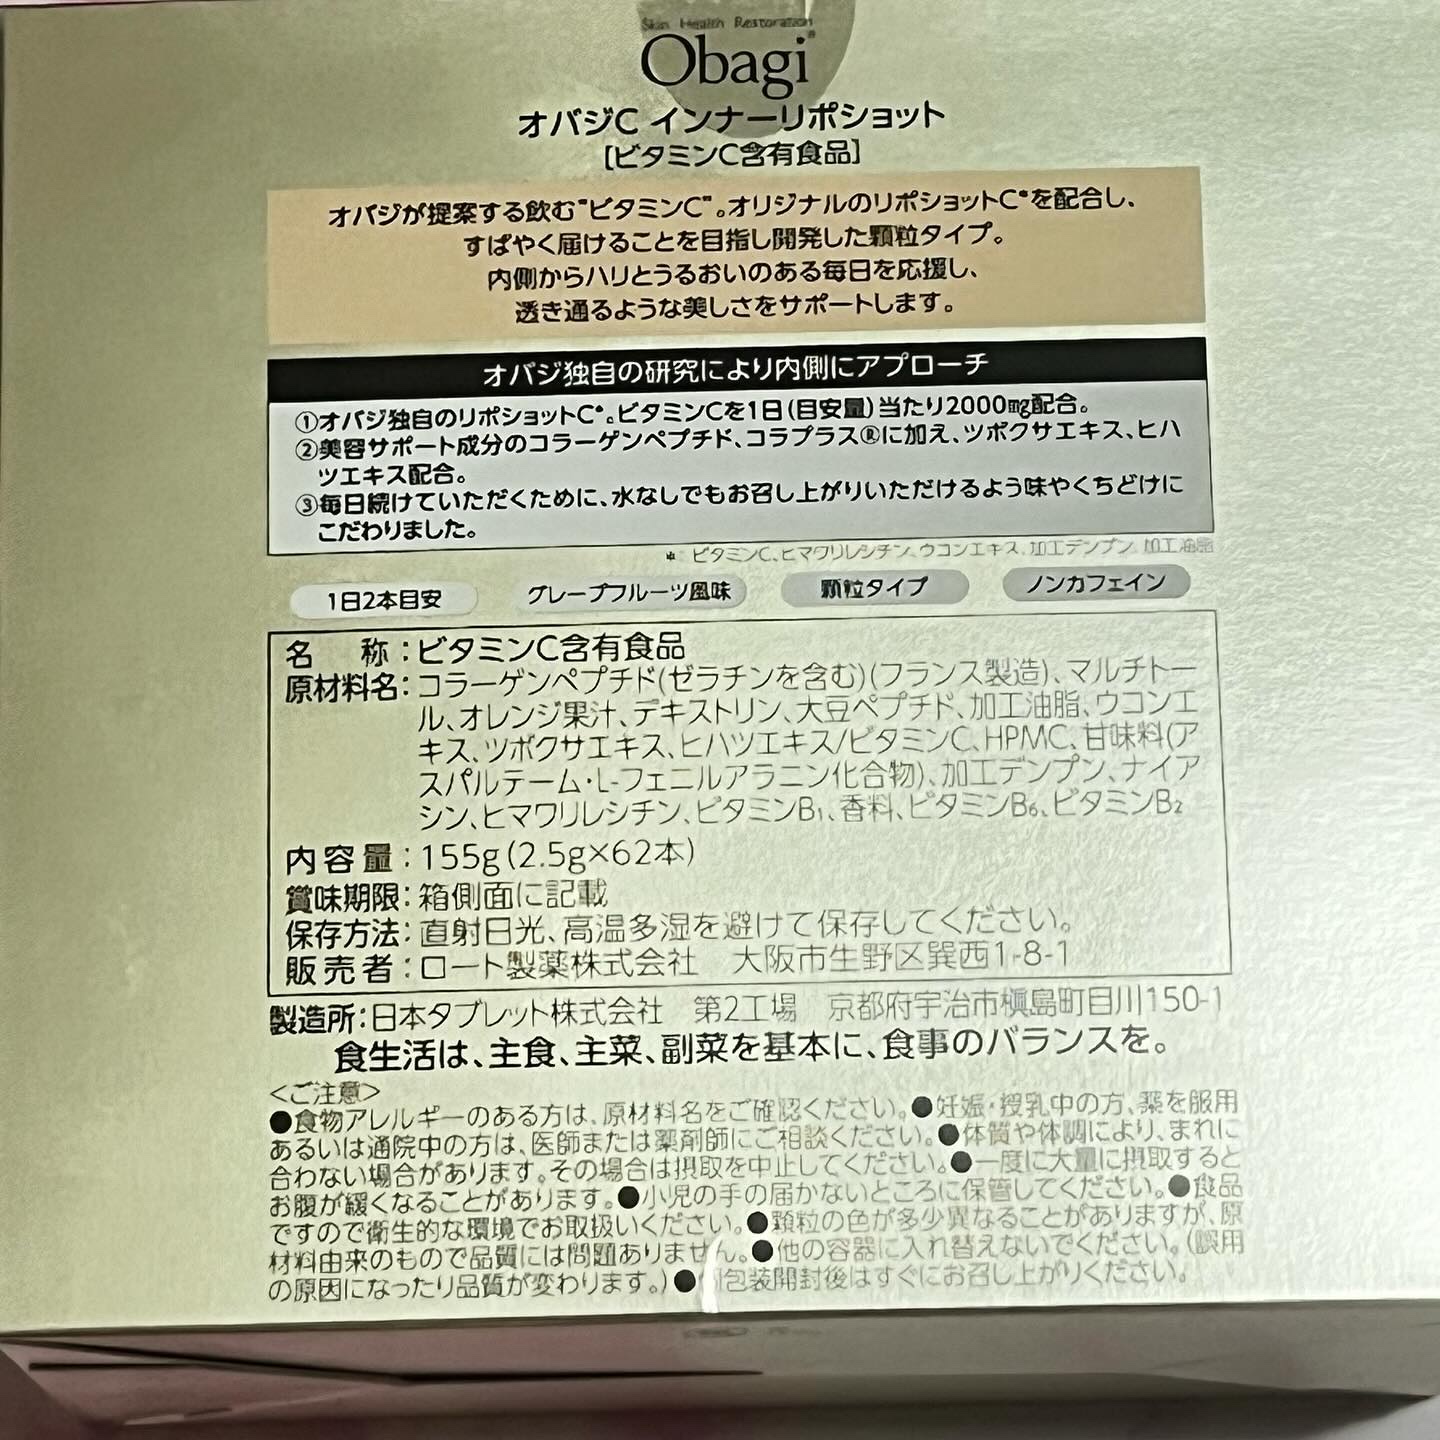 Skin Health Restoration
Obagi®
オバジC インナーリポショット
[ビタミンC含有食品]
オバジが提案する飲む"ビタミンC"。オリジナルのリポショットC*を配合し、
すばやく届けることを目指し開発した顆粒タイプ。
内側からハリとうるおいのある毎日を応援し、
透き通るような美しさをサポートします。
オバジ独自の研究により内側にアプローチ
①オバジ独自のリポショットC*。ビタミンCを1日(目安量)当たり2000㎎配合。
②美容サポート成分のコラーゲンペプチド、コラプラス®に加え、ツボクサエキス、ヒハ
ツエキス配合。
③毎日続けていただくために、水なしでもお召し上がりいただけるよう味やくちどけに
こだわりました。
*: ビタミンC、ヒマワリレシチン、ウコンエキス、加工デンプン、加工油脂
1日2本目安 グレープフルーツ風味 顆粒タイプ ノンカフェイン
名称:ビタミンC含有食品
原材料名:コラーゲンペプチド(ゼラチンを含む)(フランス製造)、マルチトー
ル、オレンジ果汁、デキストリン、大豆ペプチド、加工油脂、ウコンエ
キス、ツボクサエキス、ヒハツエキス/ビタミンC、HPMC、甘味料(ア
スパルテーム・L-フェニルアラニン化合物)、加工デンプン、ナイア
シン、ヒマワリレシチン、ビタミンB₁、香料、ビタミンB₆、ビタミンB₂
内容量:155g(2.5g×62本)
賞味期限:箱側面に記載
保存方法:直射日光、高温多湿を避けて保存してください。
販売者:ロート製薬株式会社 大阪市生野区巽西1-8-1
製造所:日本タブレット株式会社 第2工場 京都府宇治市槇島町目川150-1
食生活は、主食、主菜、副菜を基本に、食事のバランスを。
<ご注意>
●食物アレルギーのある方は、原材料名をご確認ください。●妊娠・授乳中の方、薬を服用
あるいは通院中の方は、医師または薬剤師にご相談ください。●体質や体調により、まれに
合わない場合があります。その場合は摂取を中止してください。●一度に大量に摂取すると
お腹が緩くなることがあります。●小児の手の届かないところに保管してください。●食品
ですので衛生的な環境でお取扱いください。●顆粒の色が多少異なることがありますが、原
材料由来のもので品質には問題ありません。●他の容器に入れ替えないでください。(誤用
の原因になったり品質が変わります。)●個包装開封後はすぐにお召し上がりください。